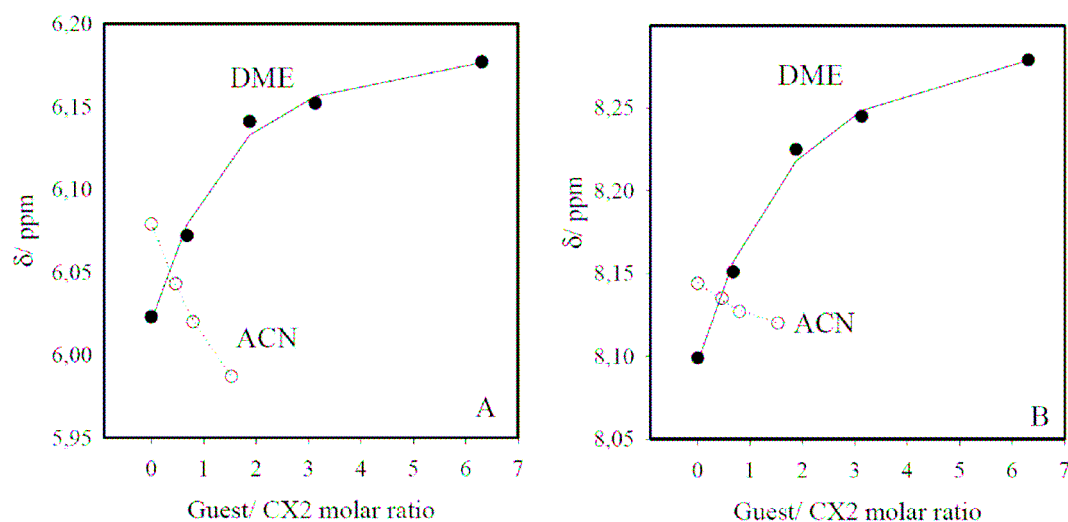 6,20
6,15
6,10
6,05
6,00
5,95
δ/ ppm
DME
ACN
A
0 1 2 3 4 5 6 7
Guest/ CX2 molar ratio
8,30
8,25
8,20
8,15
8,10
8,05
δ/ ppm
DME
ACN
B
0 1 2 3 4 5 6 7
Guest/ CX2 molar ratio